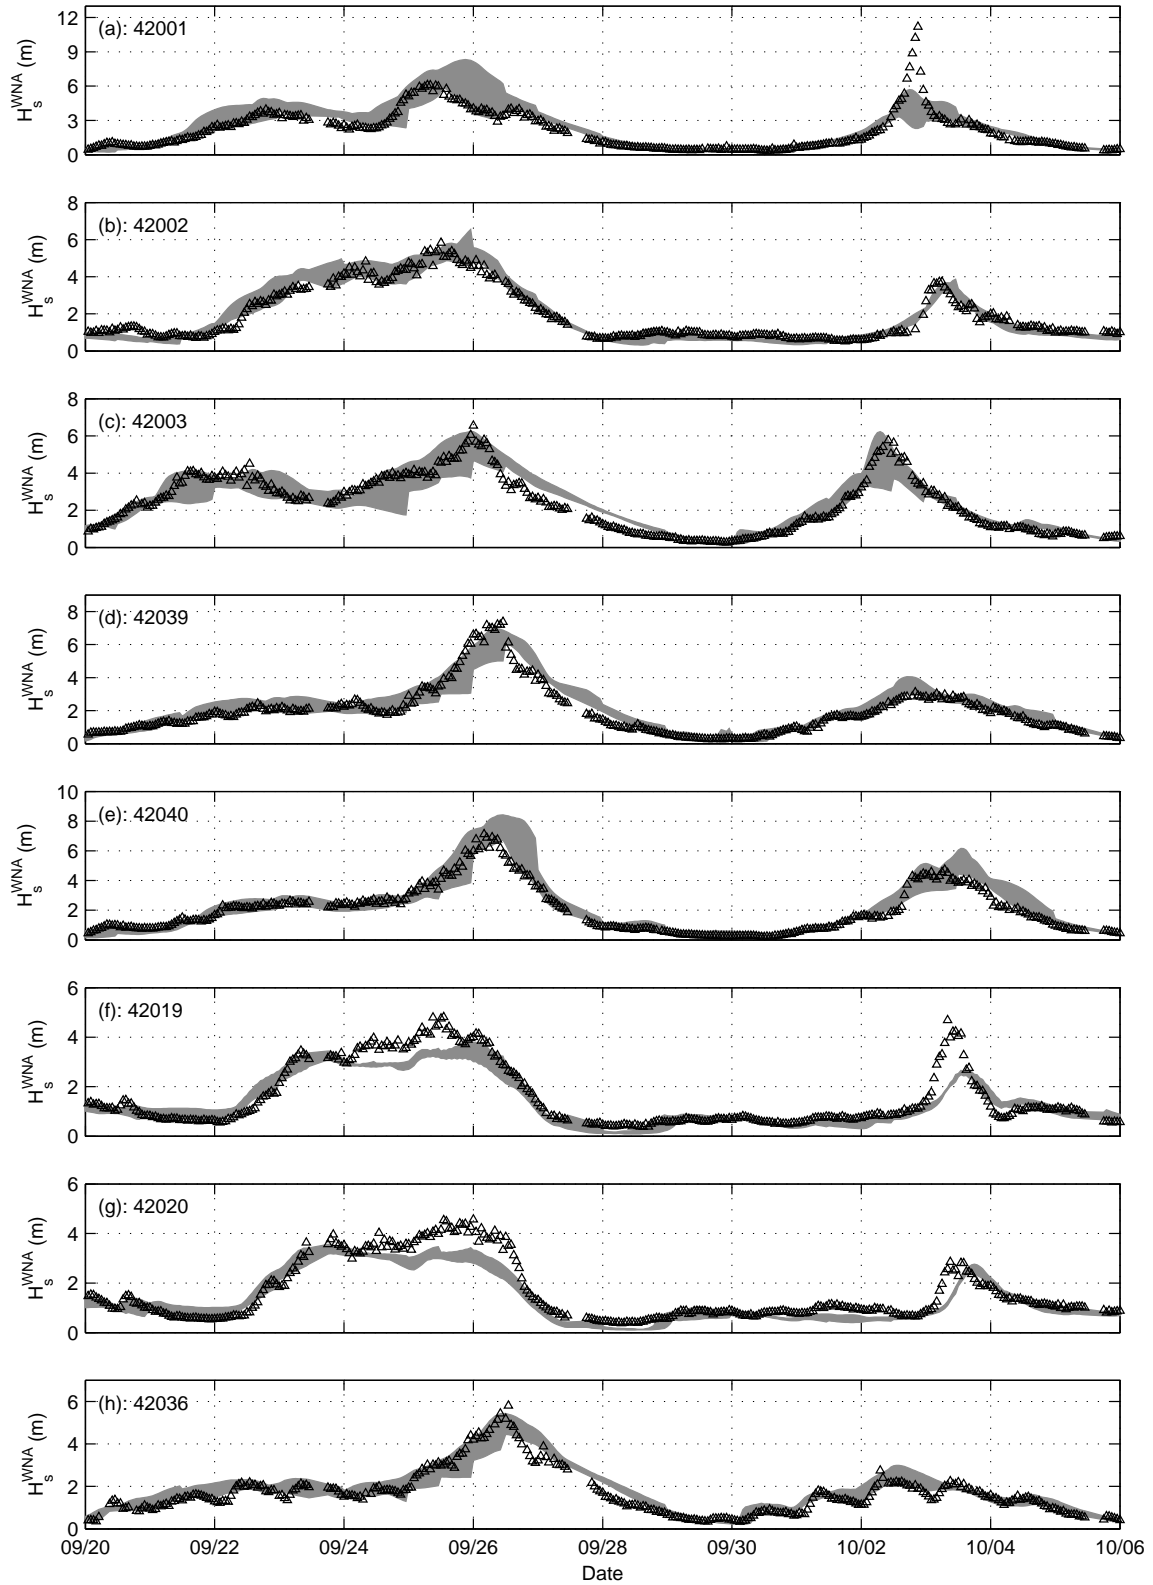 (a): 42001
H_s^WNA (m)
12
9
6
3
0
(b): 42002
H_s^WNA (m)
8
6
4
2
0
(c): 42003
H_s^WNA (m)
8
6
4
2
0
(d): 42039
H_s^WNA (m)
8
6
4
2
0
(e): 42040
H_s^WNA (m)
10
8
6
4
2
0
(f): 42019
H_s^WNA (m)
6
4
2
0
(g): 42020
H_s^WNA (m)
6
4
2
0
(h): 42036
H_s^WNA (m)
6
4
2
0
09/20 09/22 09/24 09/26 09/28 09/30 10/02 10/04 10/06
Date